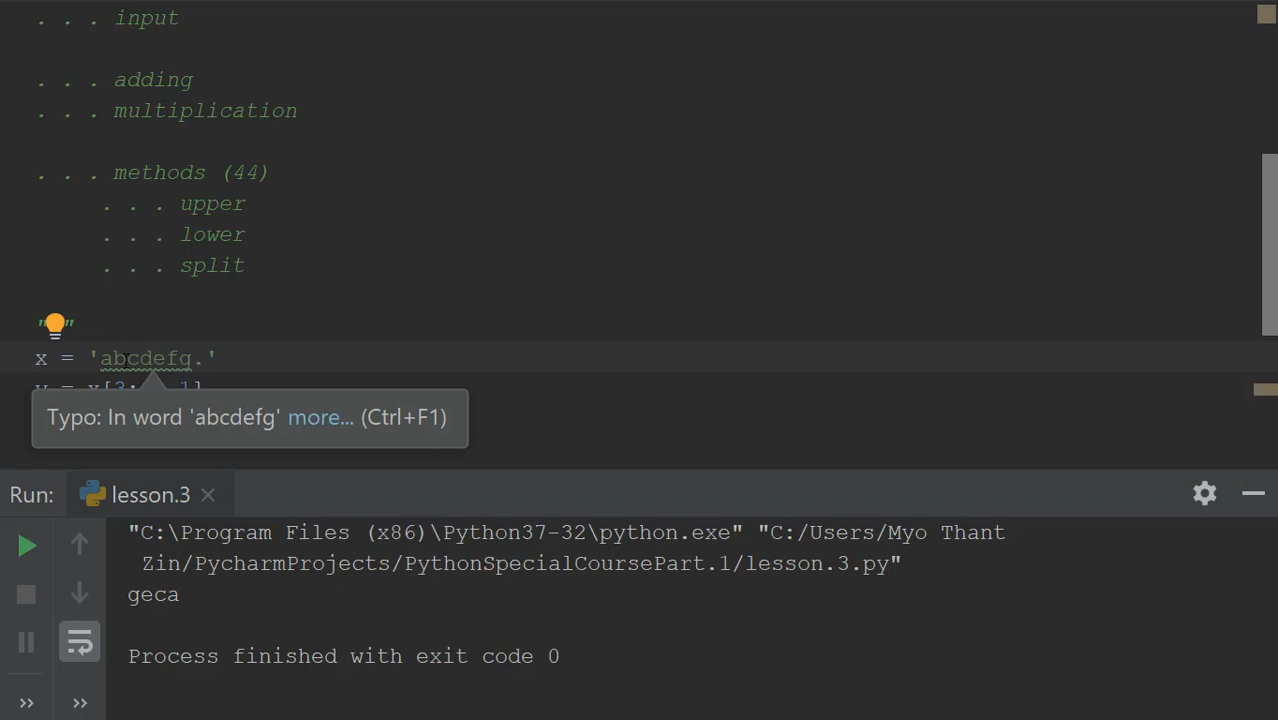 . . . input
. . . adding
. . . multiplication
. . . methods (44)
. . . upper
. . . lower
. . . split
" "
x = 'abcdefg.'
Typo: In word 'abcdefg' more... (Ctrl+F1)
Run: lesson.3
"C:\Program Files (x86)\Python37-32\python.exe" "C:/Users/Myo Thant
Zin/PycharmProjects/PythonSpecialCoursePart.1/lesson.3.py"
geca
Process finished with exit code 0